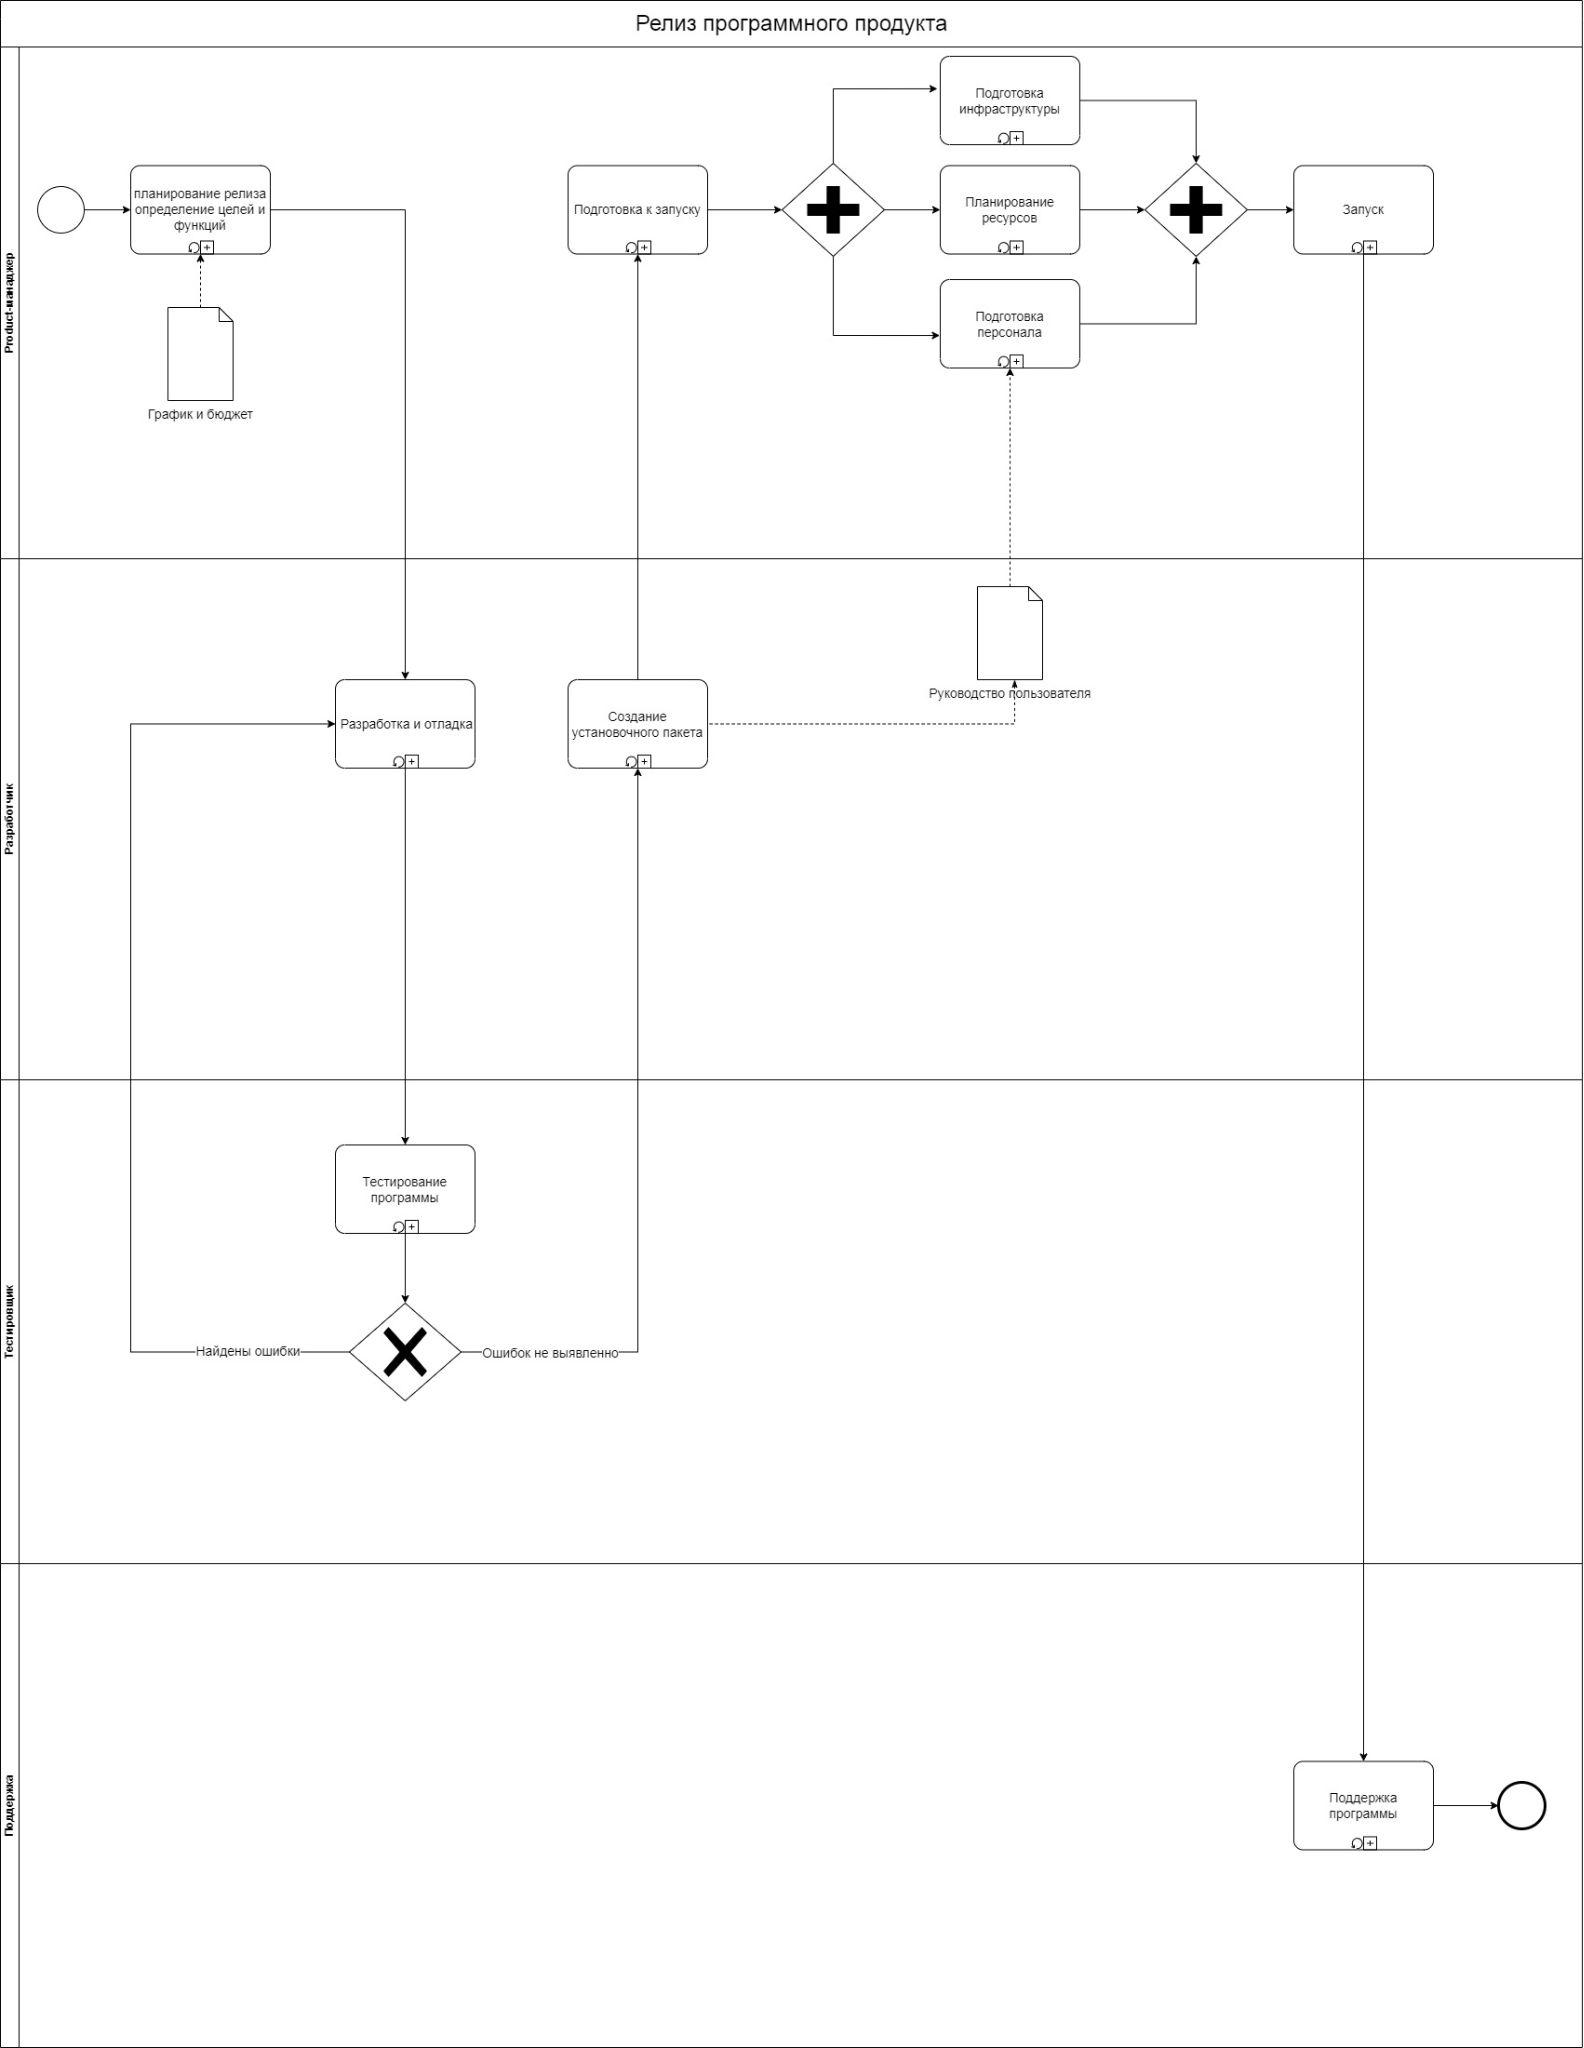 Релиз программного продукта
Product-манаджер
планирование релиза
определение целей и
функций
График и бюджет
Подготовка к запуску
Подготовка
инфраструктуры
Планирование
ресурсов
Подготовка
персонала
Запуск
Разработчик
Разработка и отладка
Создание
установочного пакета
Руководство пользователя
Тестировщик
Тестирование
программы
Найдены ошибки
Ошибок не выявленно
Поддержка
Поддержка
программы